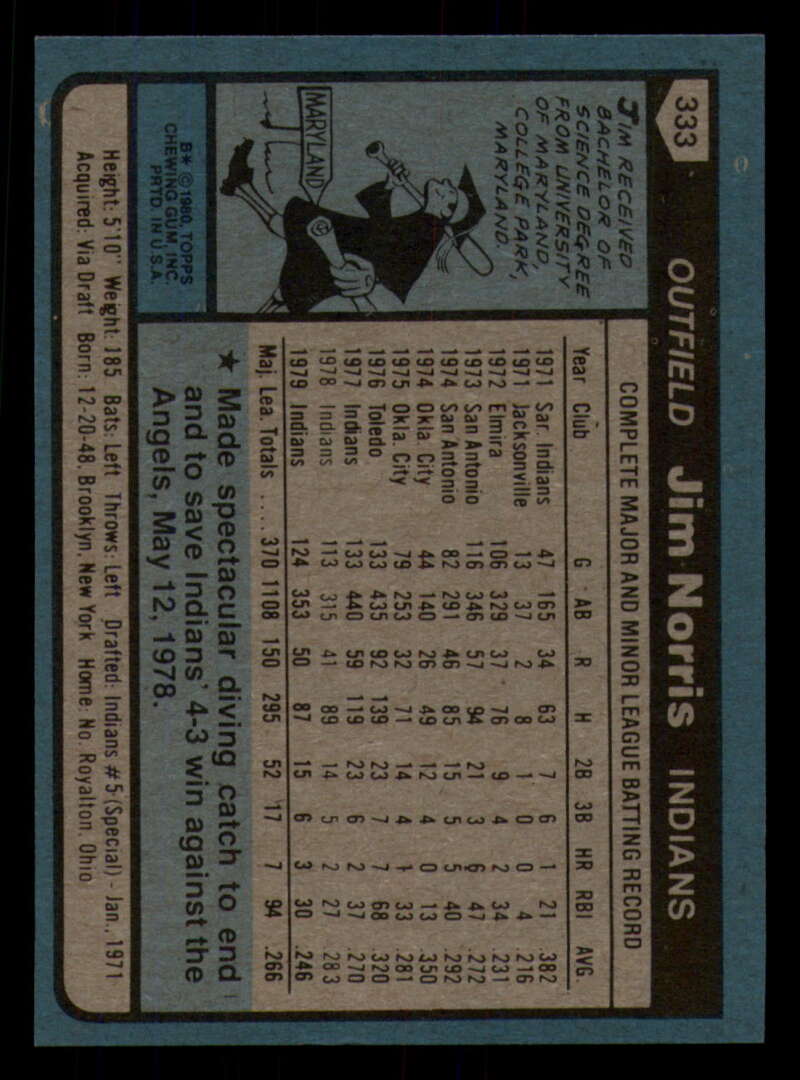 333 OUTFIELD Jim Norris INDIANS
JIM RECEIVED
BACHELOR OF
SCIENCE DEGREE
FROM UNIVERSITY
OF MARYLAND,
COLLEGE PARK,
MARYLAND.
MARYLAND
B* © 1980, TOPPS
CHEWING GUM, INC.
PRTD. IN U.S.A.
COMPLETE MAJOR AND MINOR LEAGUE BATTING RECORD
Year Club G AB R H 2B 3B HR RBI AVG.
1971 Sar. Indians 47 165 34 63 7 6 1 21 .382
1971 Jacksonville 13 37 2 8 1 0 0 4 .216
1972 Elmira 106 329 37 76 9 4 2 34 .231
1973 San Antonio 116 346 57 94 21 3 6 47 .272
1974 San Antonio 82 291 46 85 15 5 5 40 .292
1974 Okla. City 44 140 26 49 12 4 0 13 .350
1975 Okla. City 79 253 32 71 14 4 1 33 .281
1976 Toledo 133 435 92 139 23 7 7 68 .320
1977 Indians 133 440 59 119 23 6 2 37 .270
1978 Indians 113 315 41 89 14 5 2 27 .283
1979 Indians 124 353 50 87 15 6 3 30 .246
Maj. Lea. Totals .... 370 1108 150 295 52 17 7 94 .266
★ Made spectacular diving catch to end
and to save Indians' 4-3 win against the
Angels, May 12, 1978.
Height: 5'10" Weight: 185 Bats: Left Throws: Left Drafted: Indians #5 (Special) - Jan., 1971
Acquired: Via Draft Born: 12-20-48, Brooklyn, New York Home: No. Royalton, Ohio